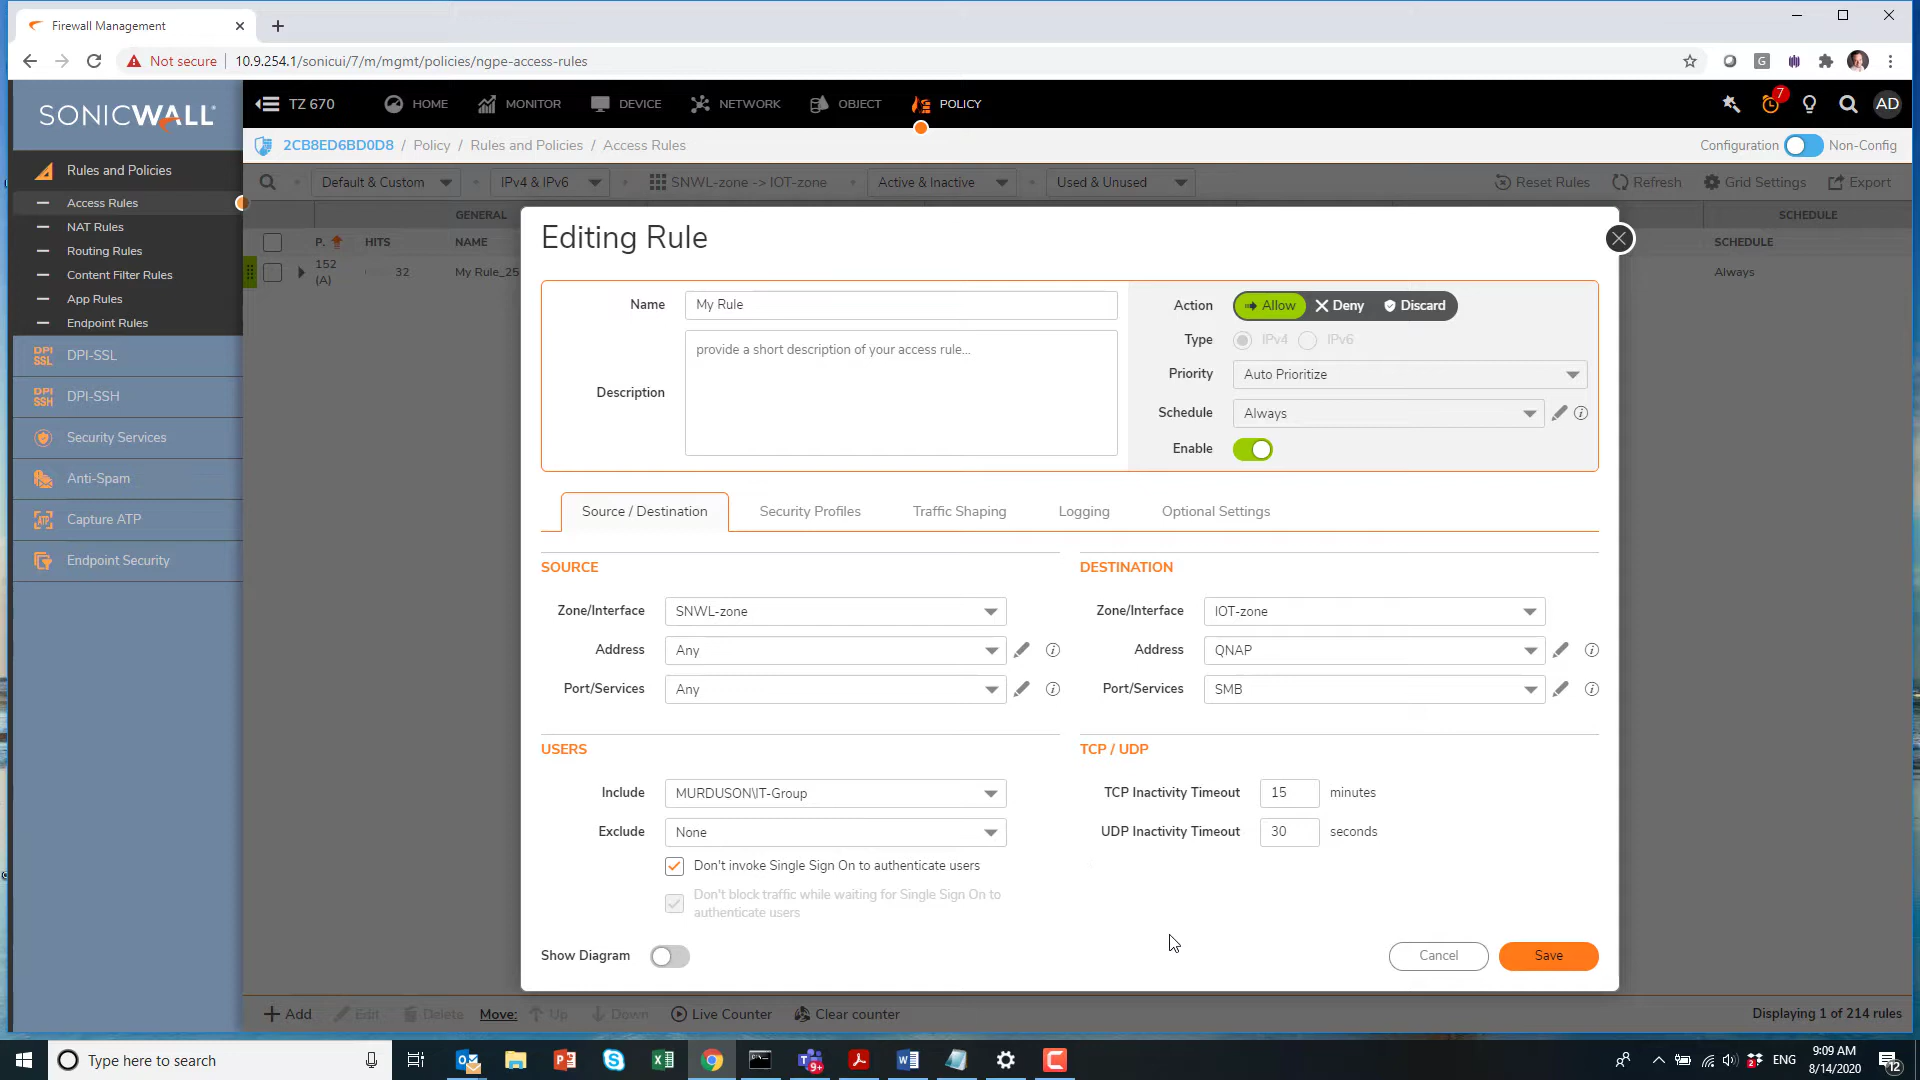 Firewall Management
Not secure
10.9.254.1/sonicui/7/m/mgmt/policies/ngpe-access-rules
SONICWALL
TZ 670
HOME
MONITOR
DEVICE
NETWORK
OBJECT
POLICY
7
AD
2CB8ED6BD0D8 / Policy / Rules and Policies / Access Rules
Configuration
Non-Config
Default & Custom
IPv4 & IPv6
SNWL-zone -> IOT-zone
Active & Inactive
Used & Unused
Reset Rules
Refresh
Grid Settings
Export
Rules and Policies
Access Rules
NAT Rules
Routing Rules
Content Filter Rules
App Rules
Endpoint Rules
DPI SSL
DPI-SSL
DPI SSH
DPI-SSH
Security Services
Anti-Spam
ATP
Capture ATP
Endpoint Security
GENERAL
SCHEDULE
P.
HITS
NAME
SCHEDULE
152
(A)
32
My Rule_25
Always
Editing Rule
Name
My Rule
Description
provide a short description of your access rule...
Action
Allow
Deny
Discard
Type
IPv4
IPv6
Priority
Auto Prioritize
Schedule
Always
Enable
Source / Destination
Security Profiles
Traffic Shaping
Logging
Optional Settings
SOURCE
Zone/Interface
SNWL-zone
Address
Any
Port/Services
Any
DESTINATION
Zone/Interface
IOT-zone
Address
QNAP
Port/Services
SMB
USERS
Include
MURDUSON\IT-Group
Exclude
None
Don't invoke Single Sign On to authenticate users
Don't block traffic while waiting for Single Sign On to
authenticate users
TCP / UDP
TCP Inactivity Timeout
15
minutes
UDP Inactivity Timeout
30
seconds
Show Diagram
Cancel
Save
Add
Edit
Delete
Move:
Up
Down
Live Counter
Clear counter
Displaying 1 of 214 rules
Type here to search
9+
ENG
9:09 AM
8/14/2020
12